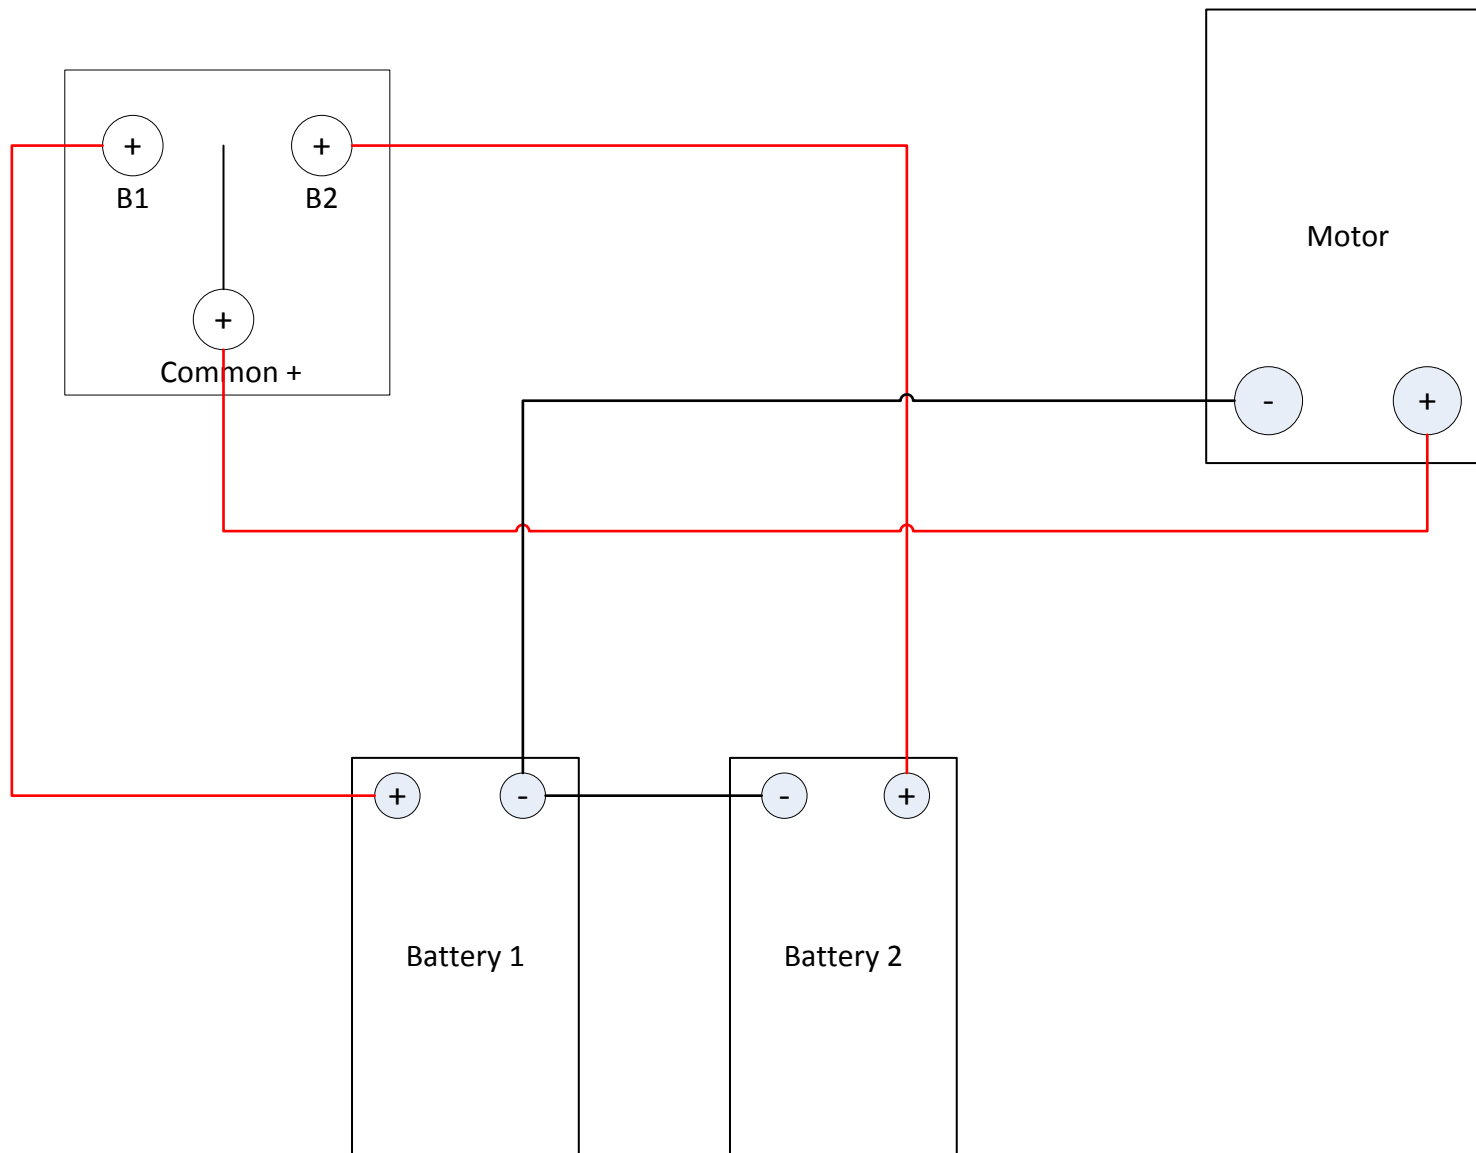 + +
B1 B2
+
Common +
Motor
- +
+ - - +
Battery 1 Battery 2